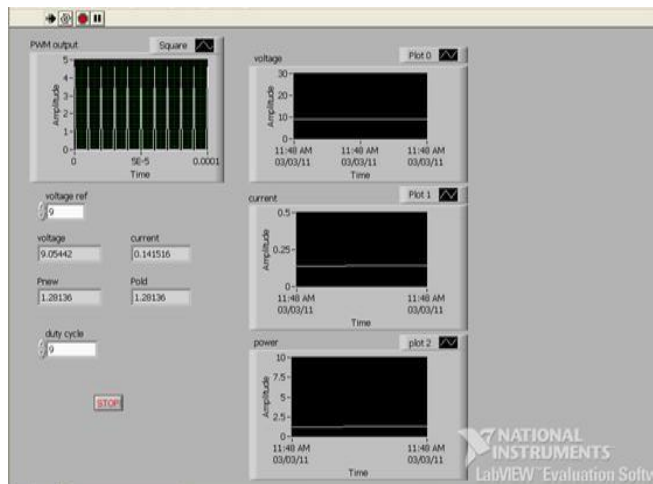 PWM output
Square
5-
4-
3-
2-
1-
0-
Amplitude
0
5E-5
0.0001
Time
voltage ref
9
voltage
9.05442
current
0.141516
Pnew
1.28136
Pold
1.28136
duty cycle
9
STOP
voltage
Plot 0
30-
20-
10-
0-
Amplitude
11:48 AM
03/03/11
11:48 AM
03/03/11
11:48 AM
03/03/11
Time
current
Plot 1
0.5-
0.25-
0-
Amplitude
11:48 AM
03/03/11
11:48 AM
03/03/11
Time
power
plot 2
10-
7.5-
5-
2.5-
0-
Amplitude
11:48 AM
03/03/11
11:48 AM
03/03/11
Time
NATIONAL
INSTRUMENTS
LabVIEW™ Evaluation Softw